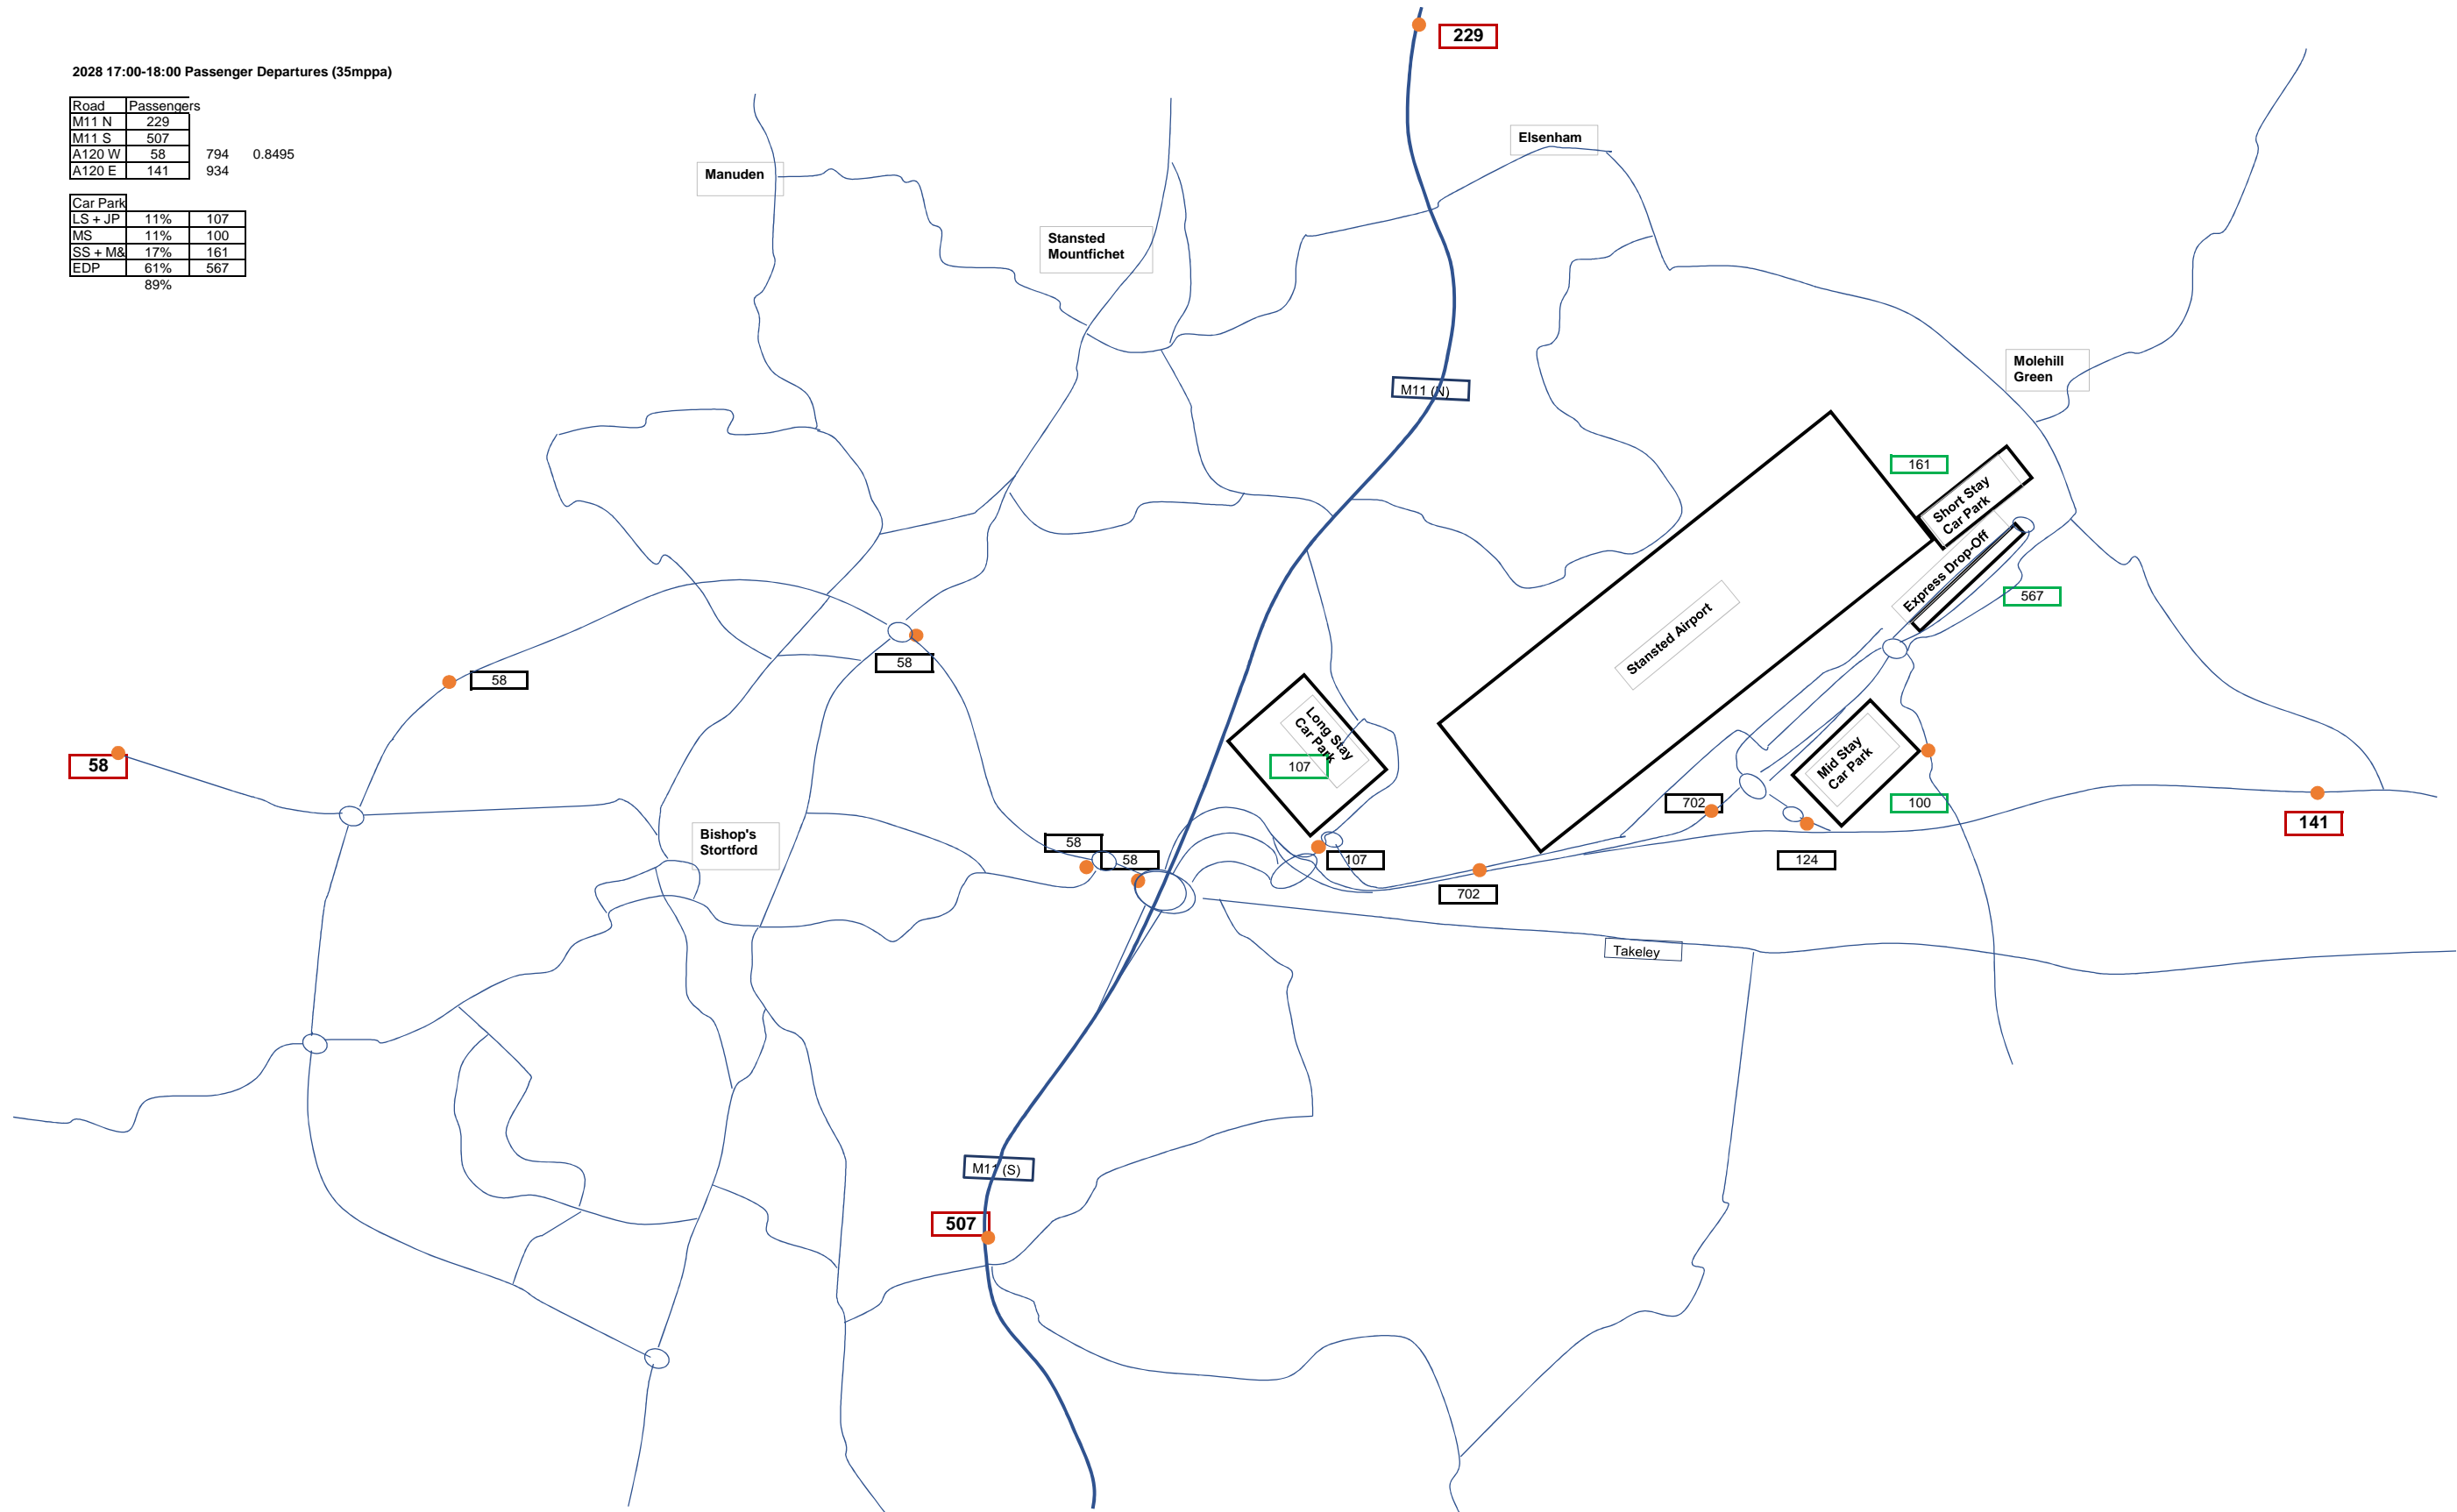 229
2028 17:00-18:00 Passenger Departures (35mppa)
Road Passengers
M11 N 229
M11 S 507
A120 W 58 794 0.8495
A120 E 141 934
Car Park
LS + JP 11% 107
MS 11% 100
SS + M& 17% 161
EDP 61% 567
89%
Elsenham
Manuden
Stansted
Mountfichet
Molehill
Green
M11 (N)
161
Short Stay
Car Park
Express Drop-Off
567
Stansted Airport
58
58
58
Long Stay
Car Park
107
Mid Stay
Car Park
702
100
141
Bishop's
Stortford
58
58
107
124
702
Takeley
M11 (S)
507